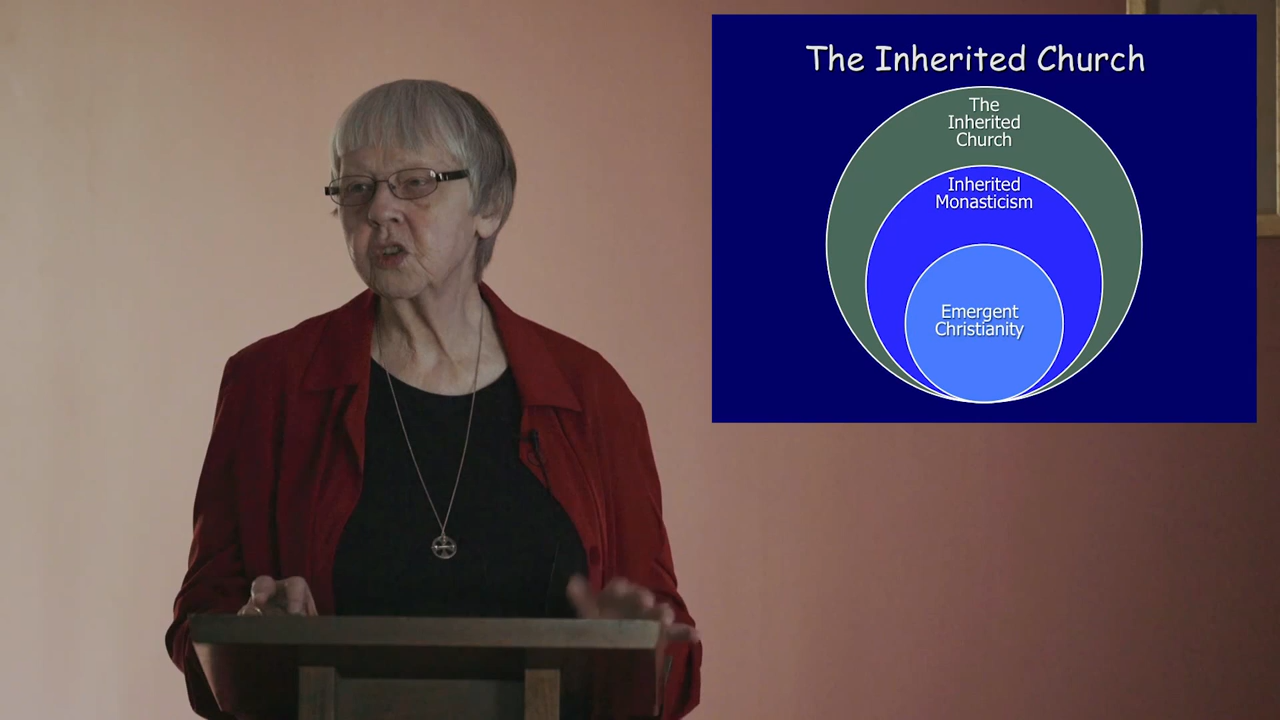 The Inherited Church
The
Inherited
Church
Inherited
Monasticism
Emergent
Christianity